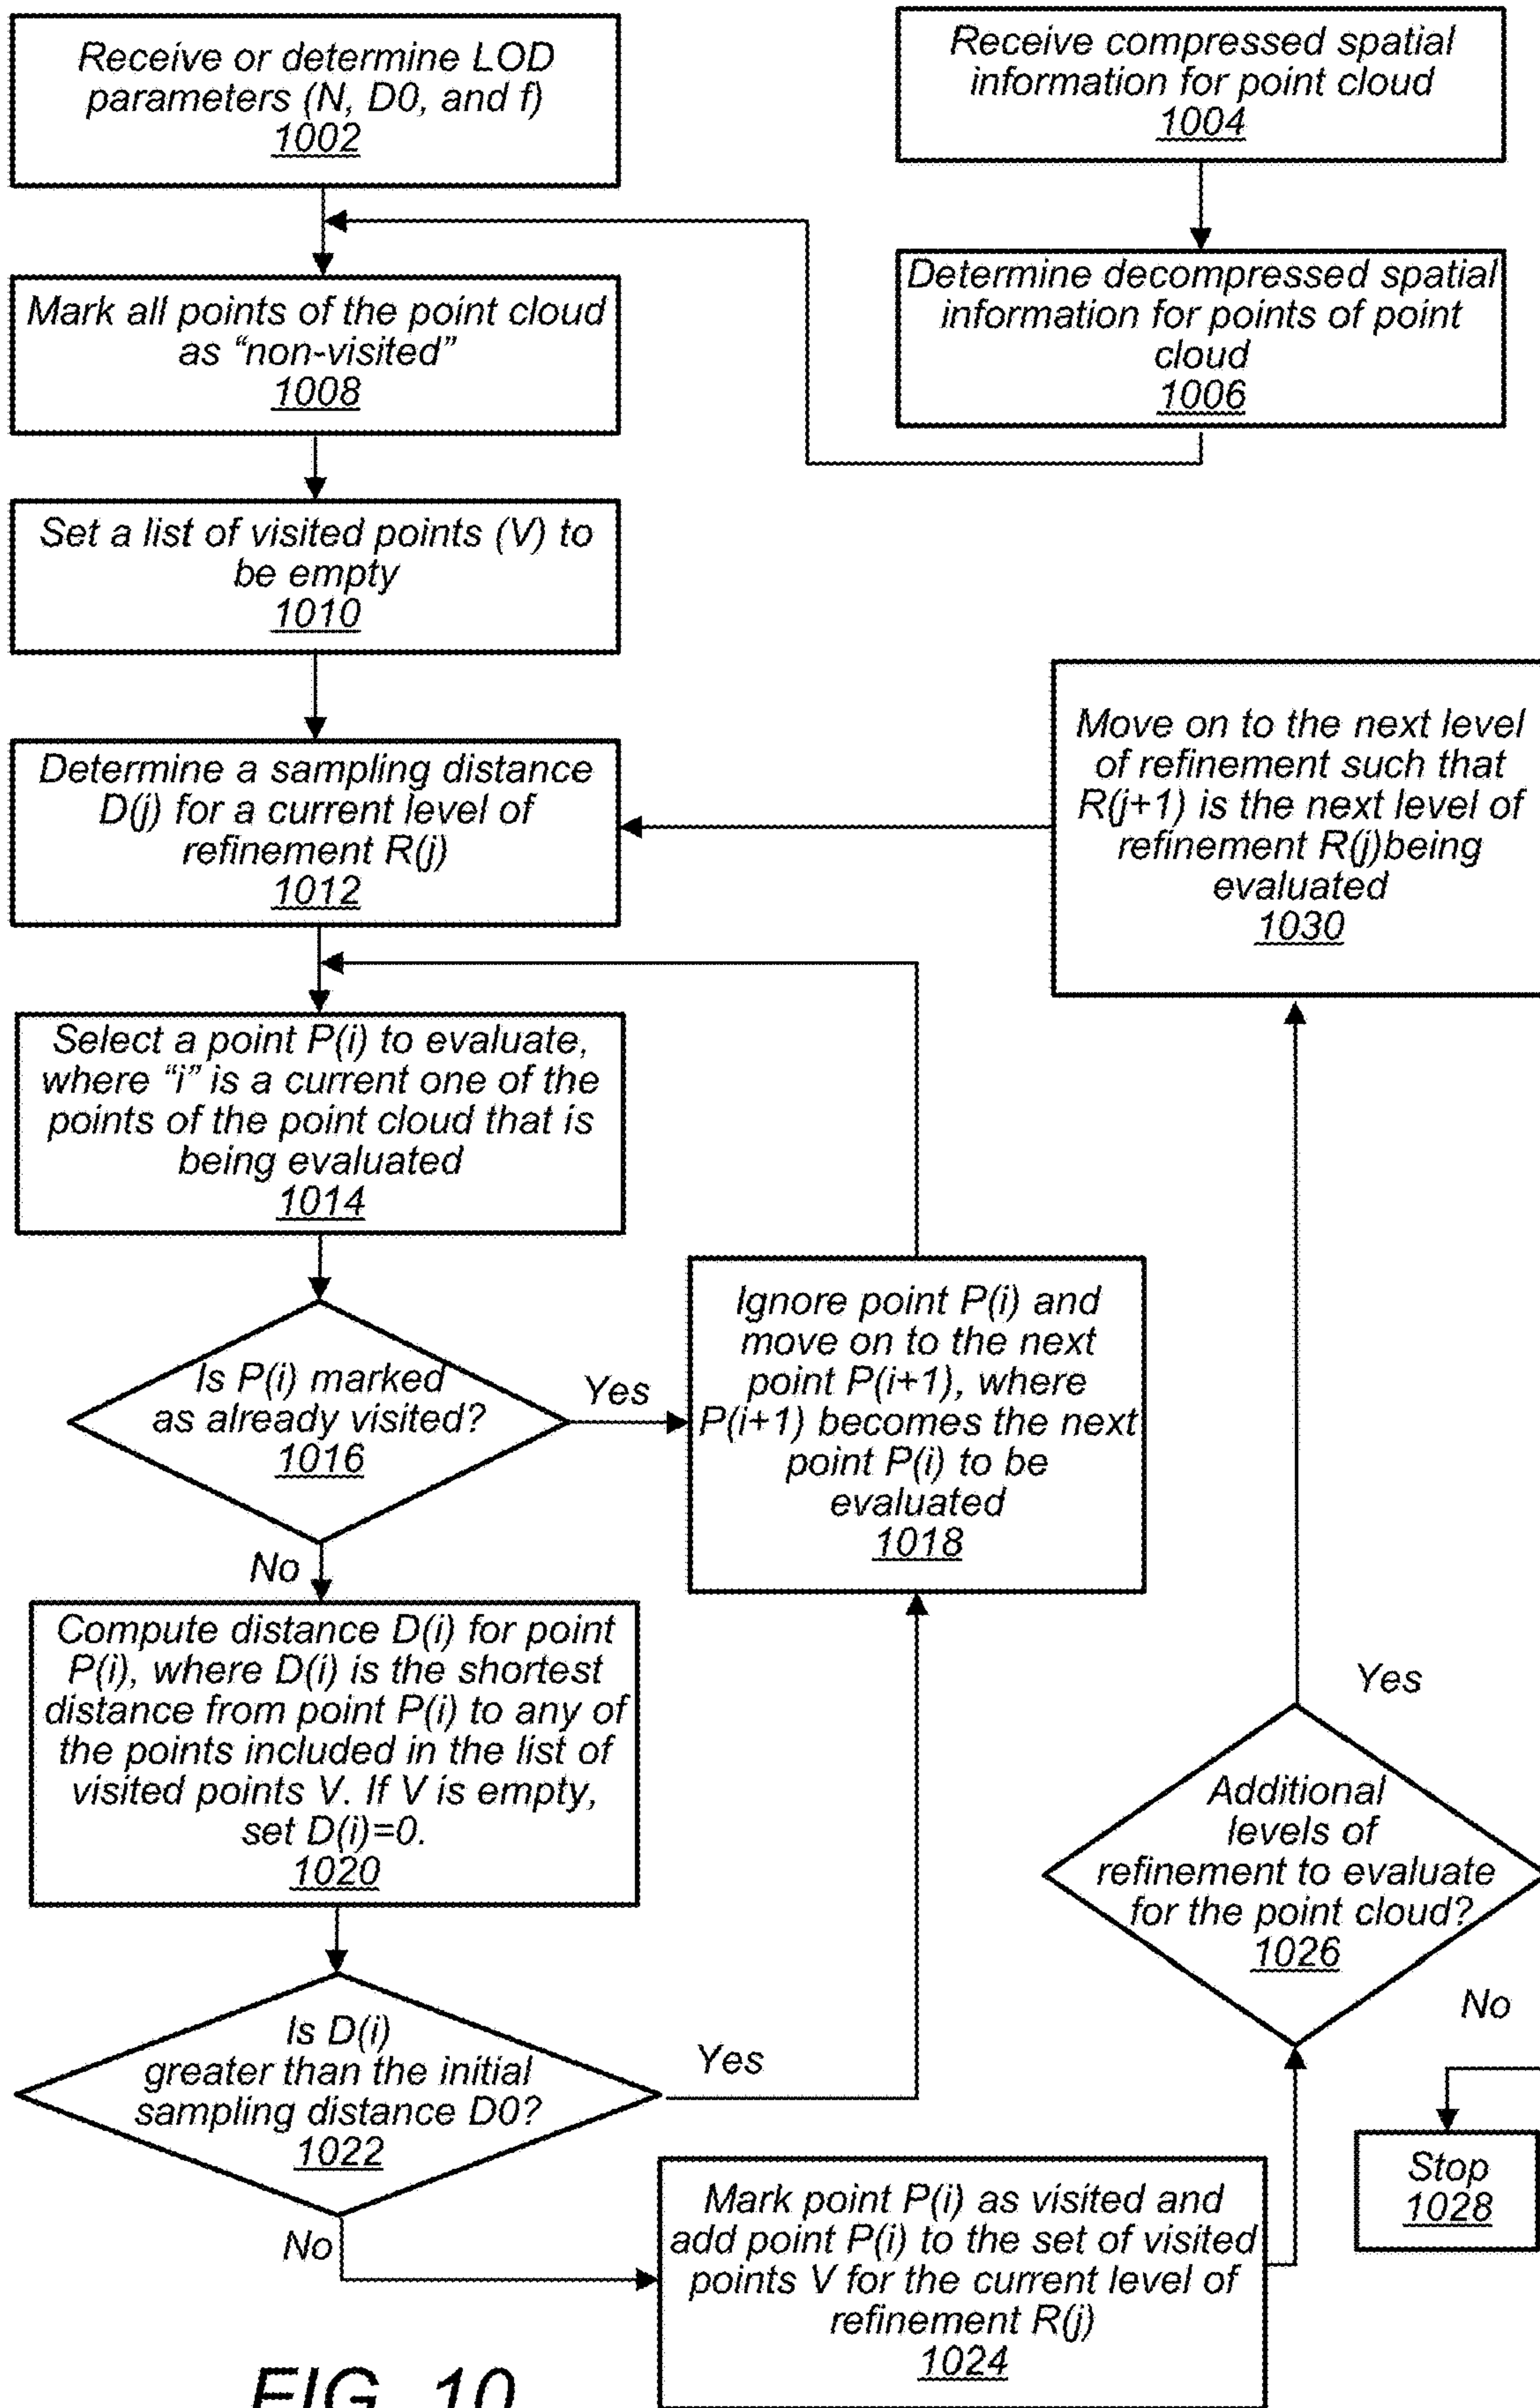 Receive or determine LOD
parameters (N, D0, and f)
1002
Receive compressed spatial
information for point cloud
1004
Determine decompressed spatial
information for points of point
cloud
1006
Mark all points of the point cloud
as “non-visited”
1008
Set a list of visited points (V) to
be empty
1010
Determine a sampling distance
D(j) for a current level of
refinement R(j)
1012
Move on to the next level
of refinement such that
R(j+1) is the next level of
refinement R(j)being
evaluated
1030
Select a point P(i) to evaluate,
where “i” is a current one of the
points of the point cloud that is
being evaluated
1014
Is P(i) marked
as already visited?
1016
Yes
Ignore point P(i) and
move on to the next
point P(i+1), where
P(i+1) becomes the next
point P(i) to be
evaluated
1018
No
Compute distance D(i) for point
P(i), where D(i) is the shortest
distance from point P(i) to any of
the points included in the list of
visited points V. If V is empty,
set D(i)=0.
1020
Is D(i)
greater than the initial
sampling distance D0?
1022
Yes
No
Mark point P(i) as visited and
add point P(i) to the set of visited
points V for the current level of
refinement R(j)
1024
Yes
Additional
levels of
refinement to evaluate
for the point cloud?
1026
No
Stop
1028
FIG. 10